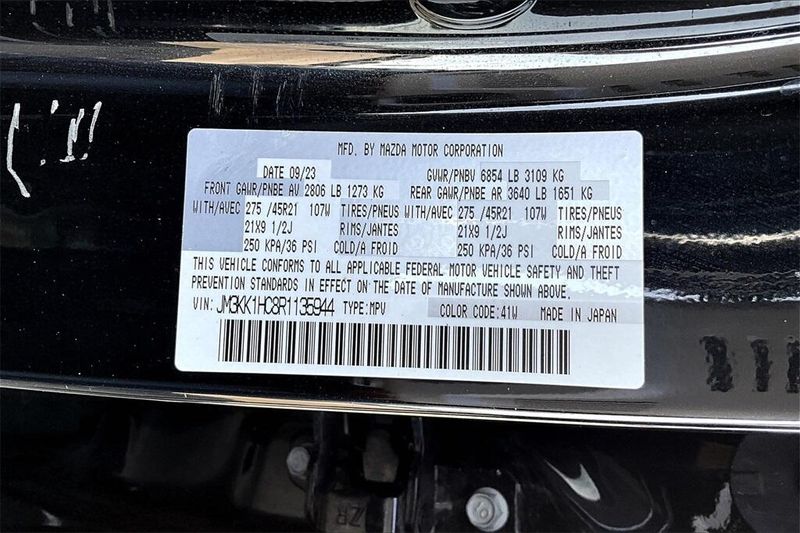 MFD. BY MAZDA MOTOR CORPORATION
DATE 09/23 GVWR/PNBV 6854 LB 3109 KG
FRONT GAWR/PNBE AV 2806 LB 1273 KG REAR GAWR/PNBE AR 3640 LB 1651 KG
WITH/AVEC 275 /45R21 107W TIRES/PNEUS WITH/AVEC 275 /45R21 107W TIRES/PNEUS
21X9 1/2J RIMS/JANTES 21X9 1/2J RIMS/JANTES
250 KPA/36 PSI COLD/A FROID 250 KPA/36 PSI COLD/A FROID
THIS VEHICLE CONFORMS TO ALL APPLICABLE FEDERAL MOTOR VEHICLE SAFETY AND THEFT
PREVENTION STANDARDS IN EFFECT ON THE DATE OF MANUFACTURE SHOWN ABOVE.
VIN: JM3KK1HC8R1135944 TYPE:MPV COLOR CODE:41W MADE IN JAPAN
ZR